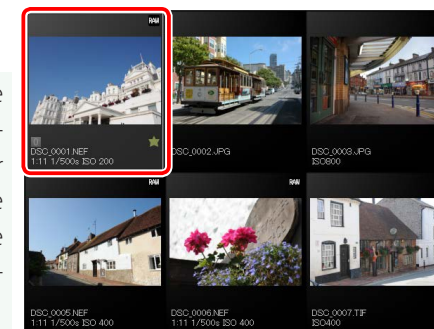 RAW
0
DSC_0001.NEF
1:11 1/500s ISO 200
DSC_0002.JPG
DSC_0003.JPG
ISO800
RAW
DSC_0005.NEF
1:11 1/500s ISO 400
RAW
DSC_0006.NEF
1:11 1/500s ISO 400
DSC_0007.TIF
ISO400